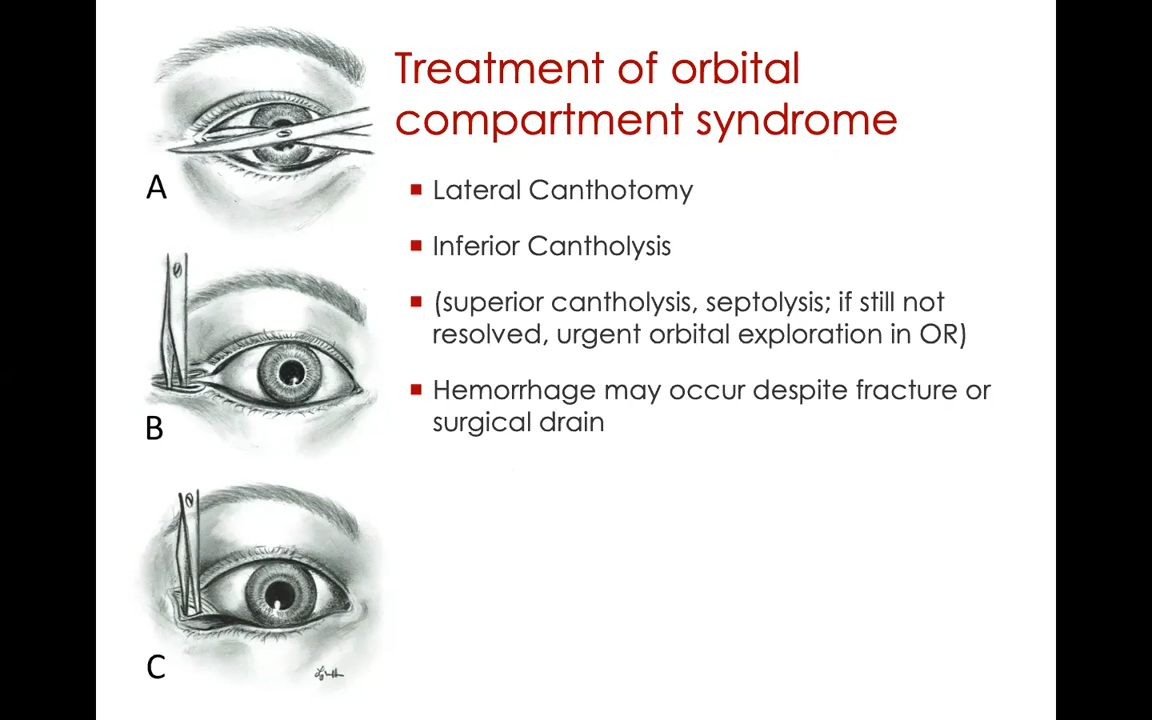 Treatment of orbital
compartment syndrome
Lateral Canthotomy
Inferior Cantholysis
(superior cantholysis, septolysis; if still not
resolved, urgent orbital exploration in OR)
Hemorrhage may occur despite fracture or
surgical drain
A
B
C